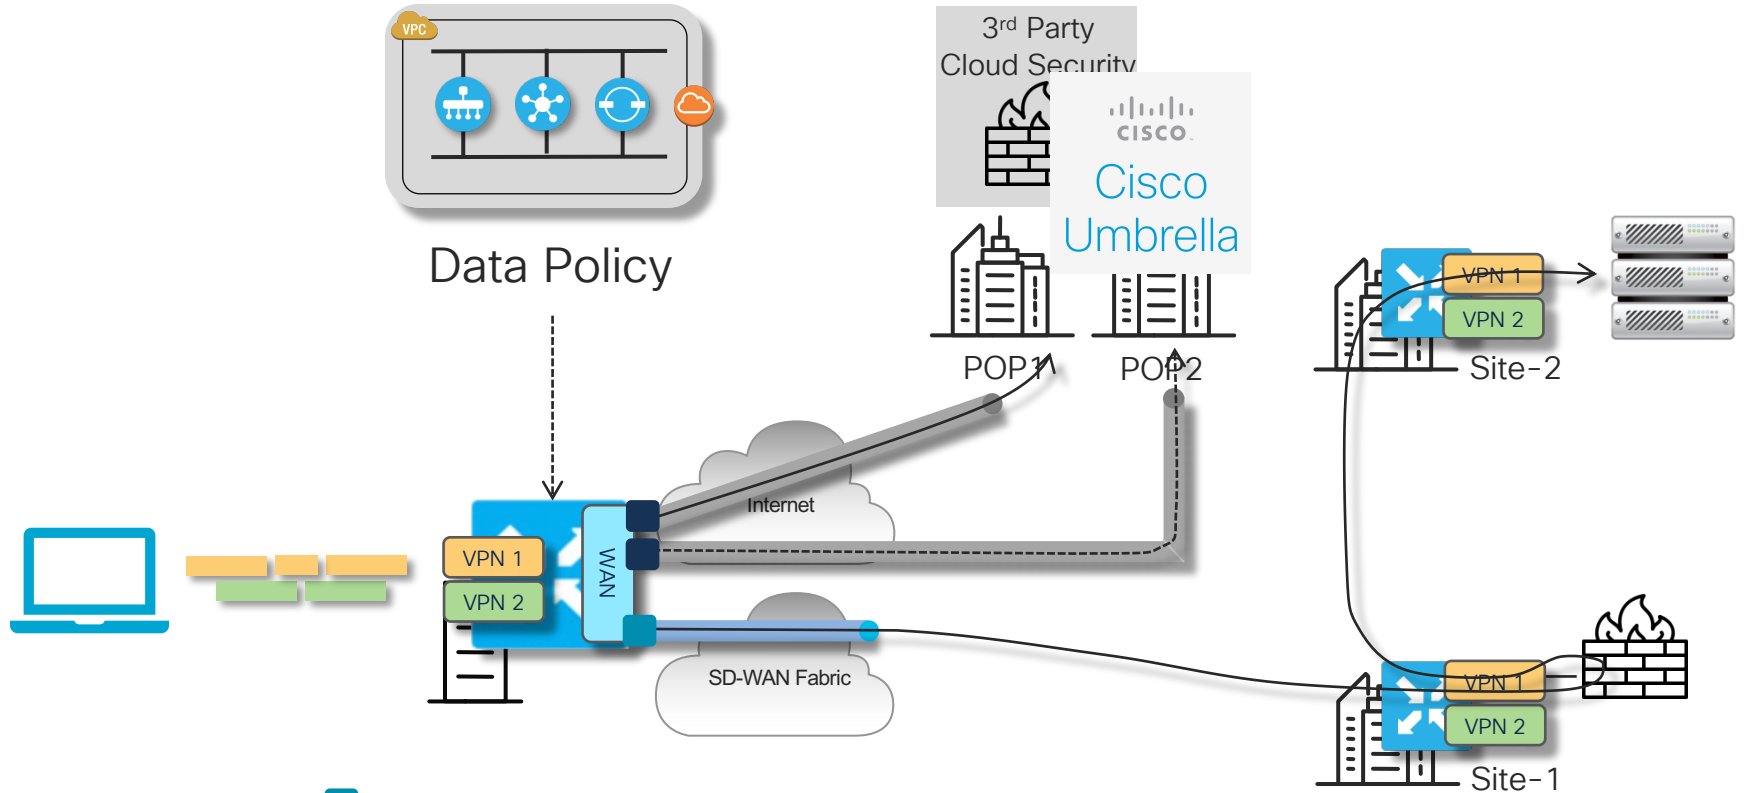 VPC
Data Policy
3rd Party
Cloud Security
CISCO
Cisco
Umbrella
POP1
POP2
VPN 1
VPN 2
Site-2
Internet
WAN
VPN 1
VPN 2
SD-WAN Fabric
VPN 1
VPN 2
Site-1